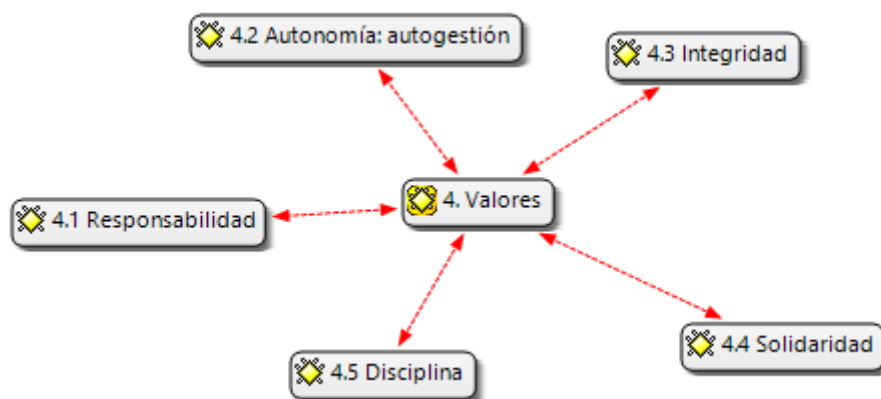 4.2 Autonomía: autogestión
4.3 Integridad
4. Valores
4.1 Responsabilidad
4.4 Solidaridad
4.5 Disciplina